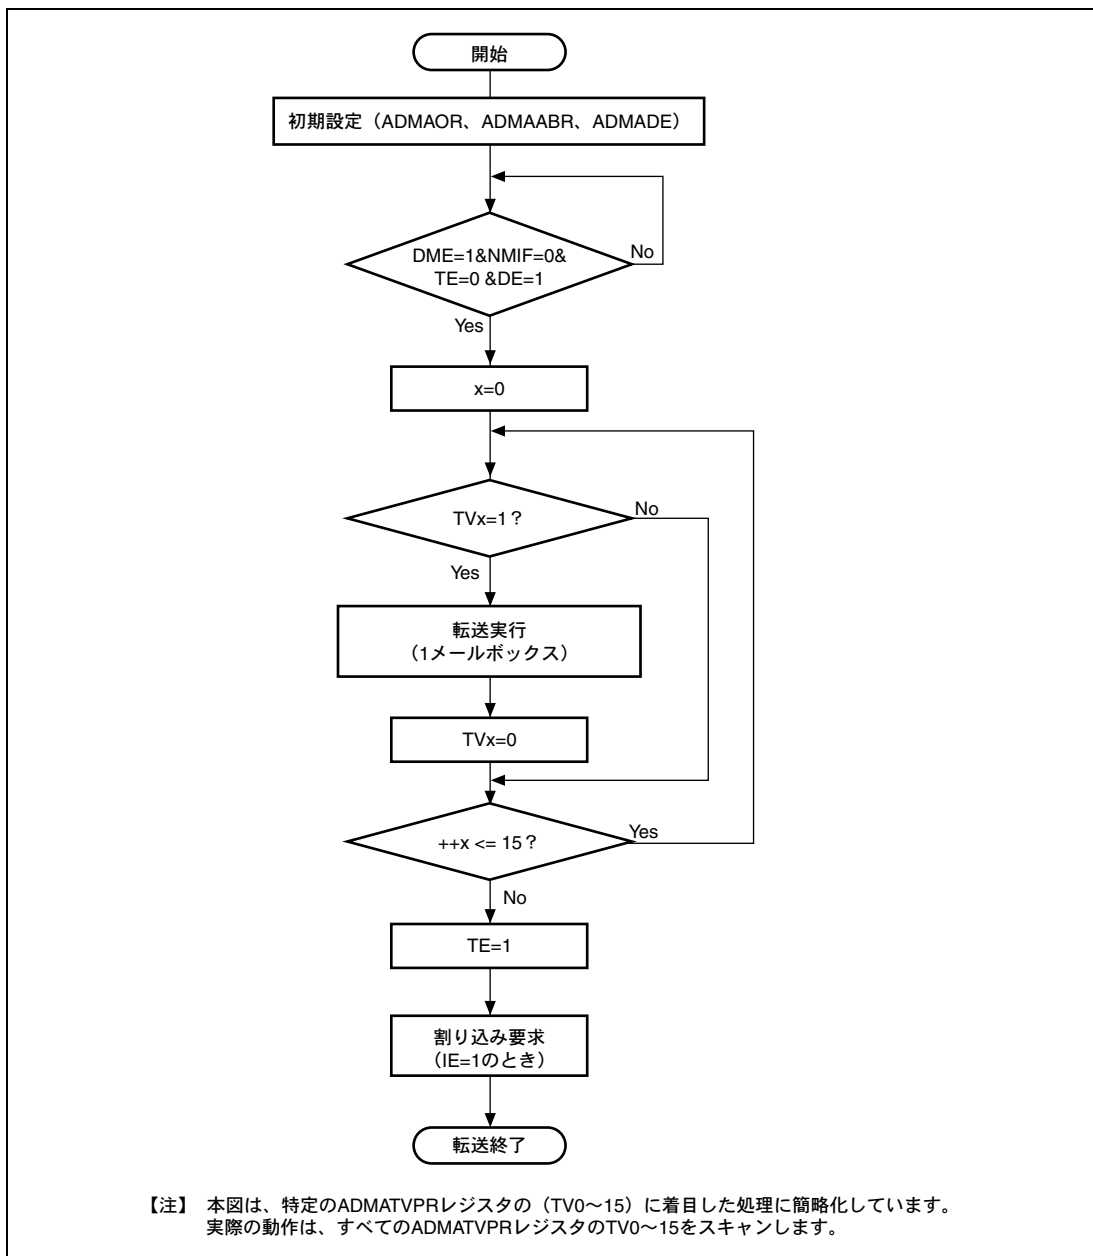 開始
初期設定（ADMAOR、ADMAABR、ADMADE）
DME=1&NMIF=0&
TE=0 &DE=1
No
Yes
x=0
TVx=1？
No
Yes
転送実行
（1メールボックス）
TVx=0
++x <= 15？
Yes
No
TE=1
割り込み要求
（IE=1のとき）
転送終了
【注】 本図は、特定のADMATVPRレジスタの（TV0～15）に着目した処理に簡略化しています。
実際の動作は、すべてのADMATVPRレジスタのTV0～15をスキャンします。